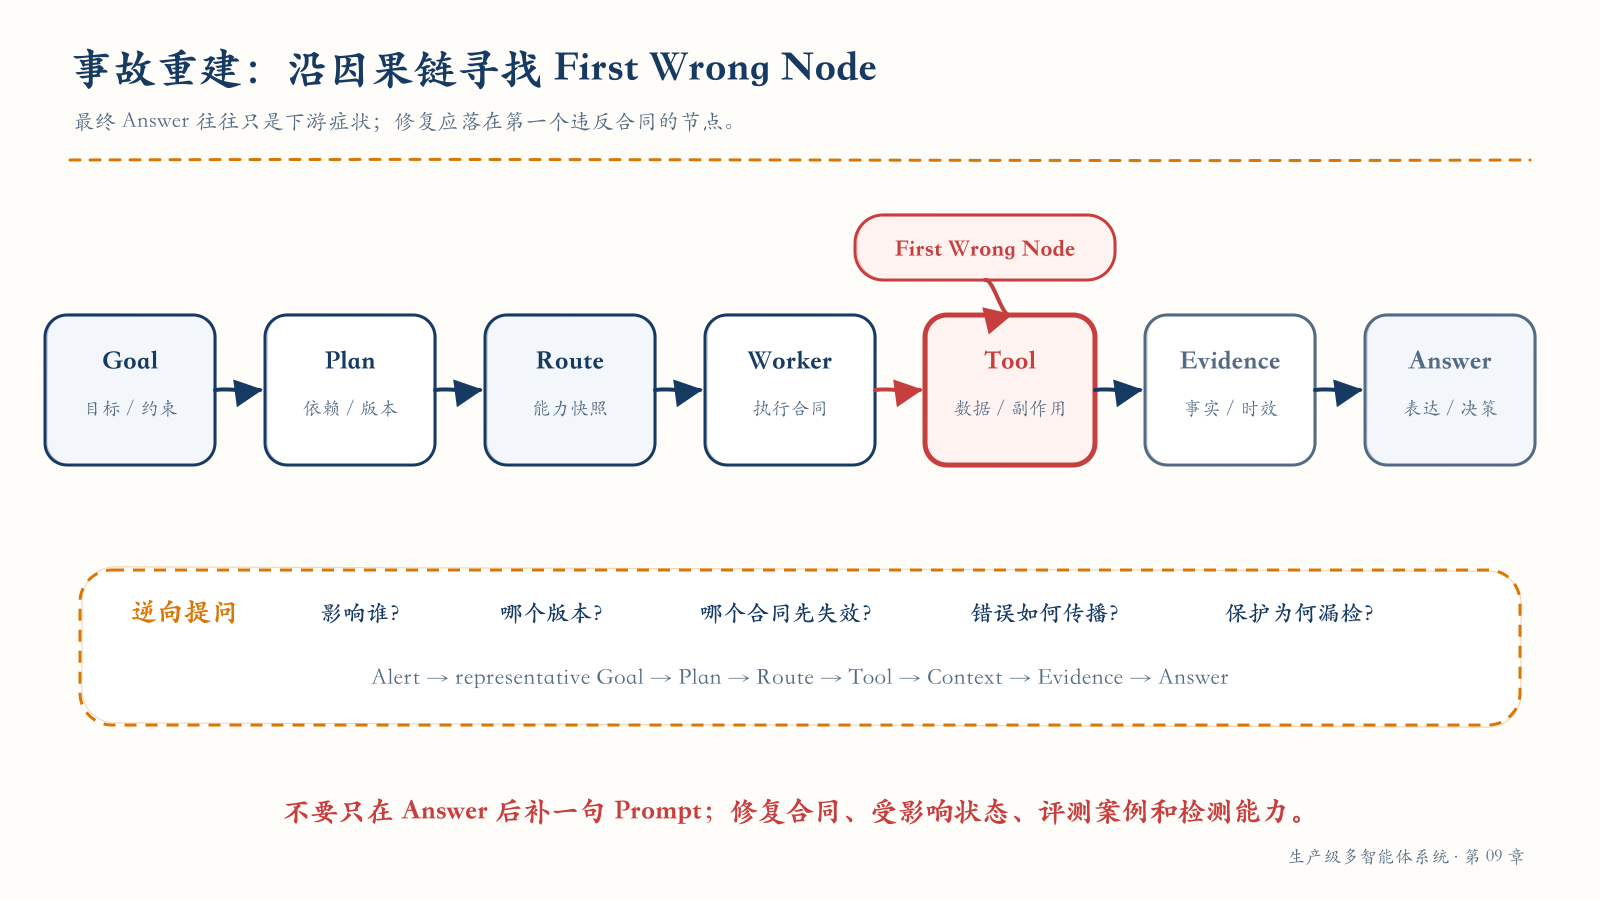 事故重建：沿因果链寻找 First Wrong Node
最终 Answer 往往只是下游症状；修复应落在第一个违反合同的节点。
First Wrong Node
Goal
目标 / 约束
Plan
依赖 / 版本
Route
能力快照
Worker
执行合同
Tool
数据 / 副作用
Evidence
事实 / 时效
Answer
表达 / 决策
逆向提问
影响谁？
哪个版本？
哪个合同先失效？
错误如何传播？
保护为何漏检？
Alert → representative Goal → Plan → Route → Tool → Context → Evidence → Answer
不要只在 Answer 后补一句 Prompt；修复合同、受影响状态、评测案例和检测能力。
生产级多智能体系统 · 第 09 章